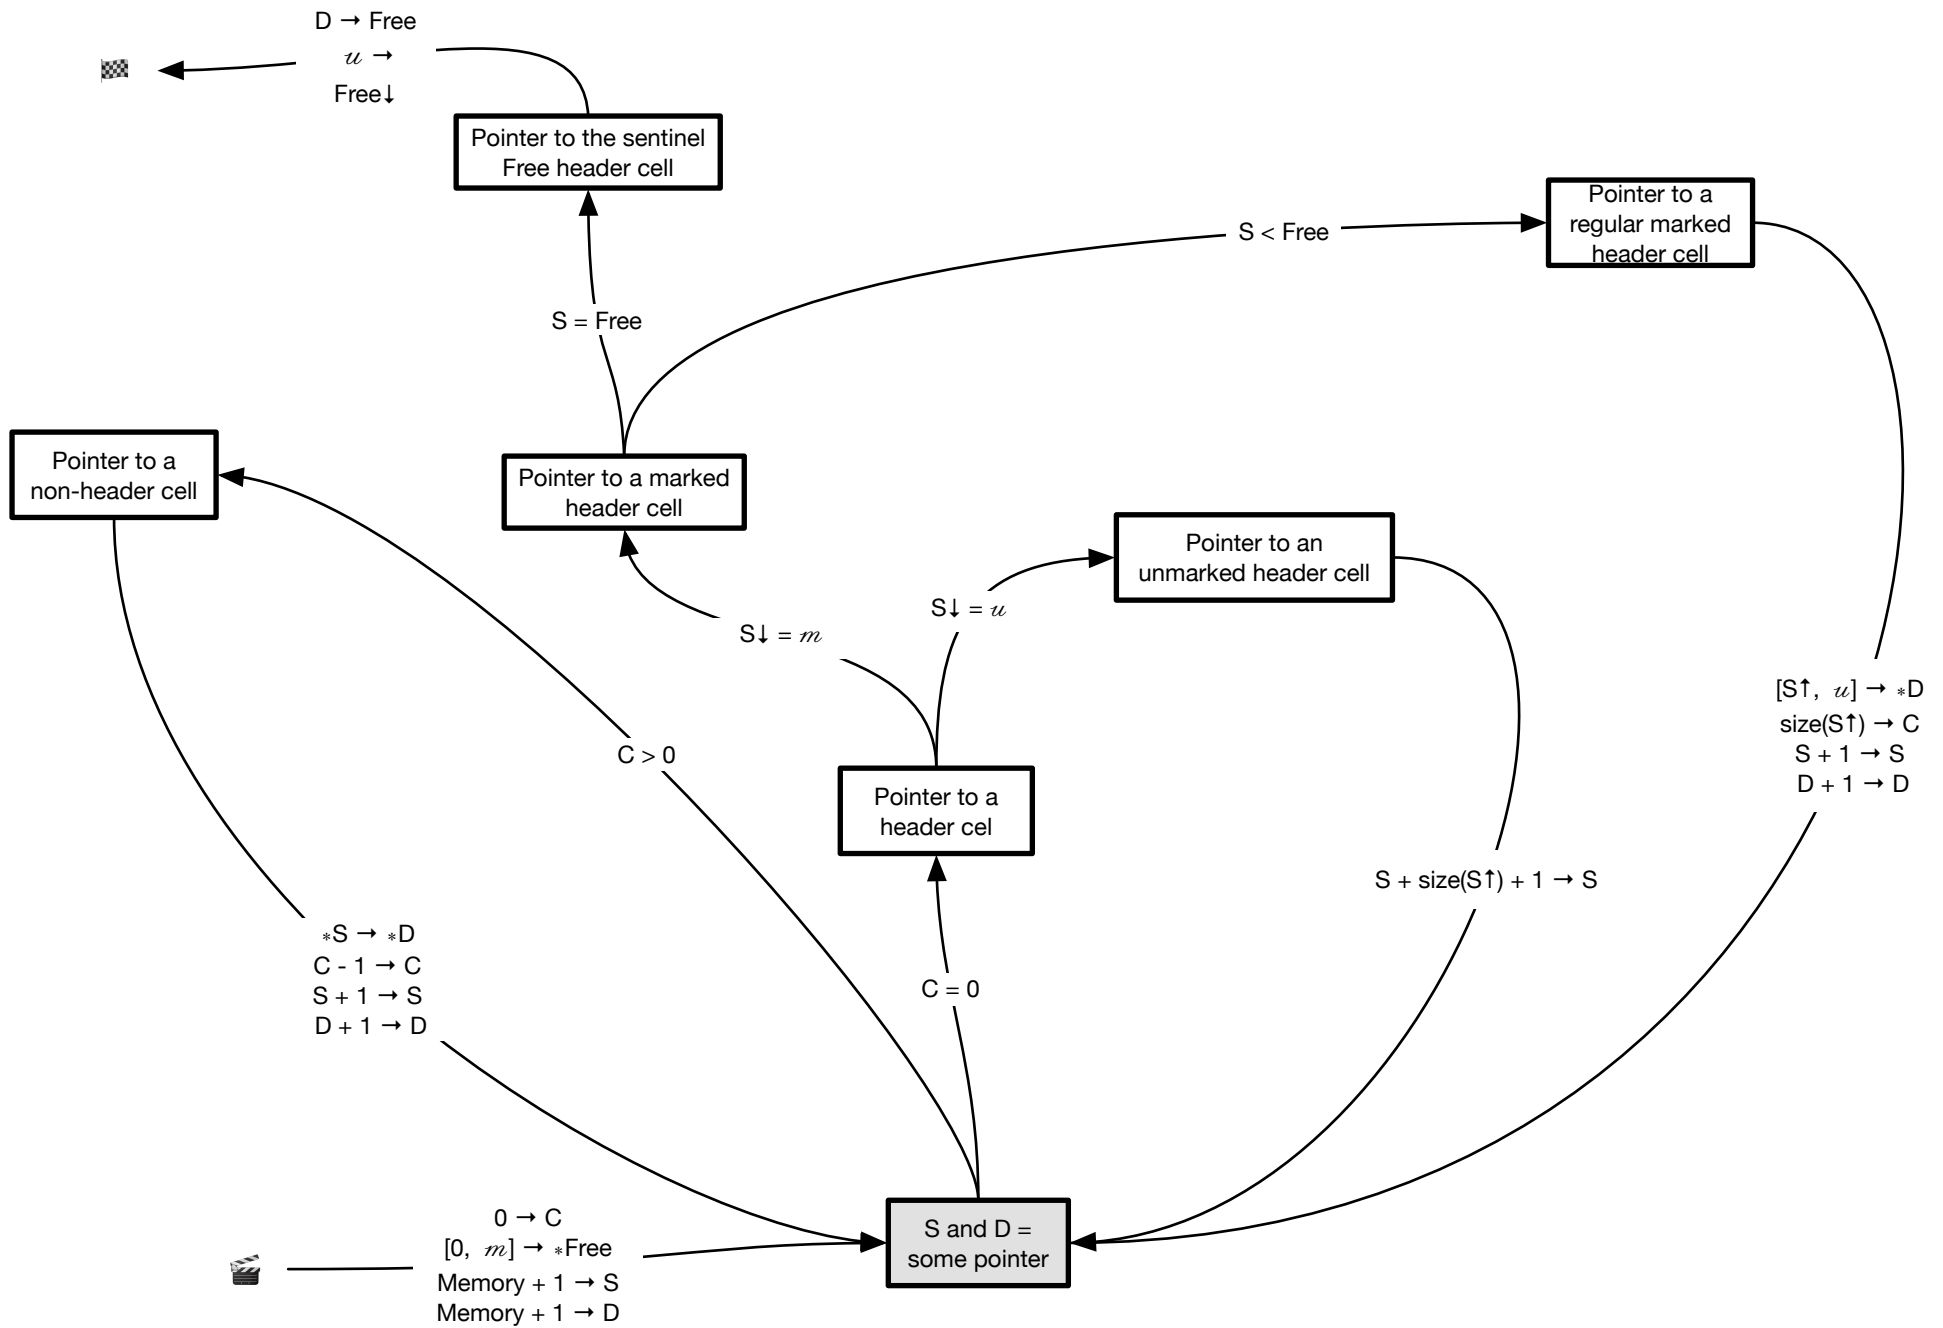 D → Free
𝓊 →
Free↓
Pointer to the sentinel
Free header cell
Pointer to a
regular marked
header cell
S < Free
S = Free
Pointer to a
non-header cell
Pointer to a marked
header cell
Pointer to an
unmarked header cell
S↓ = 𝓊
S↓ = 𝓂
[S↑, 𝓊] → *D
size(S↑) → C
S + 1 → S
D + 1 → D
C > 0
Pointer to a
header cel
S + size(S↑) + 1 → S
*S → *D
C - 1 → C
S + 1 → S
D + 1 → D
C = 0
0 → C
[0, 𝓂] → *Free
Memory + 1 → S
Memory + 1 → D
S and D =
some pointer